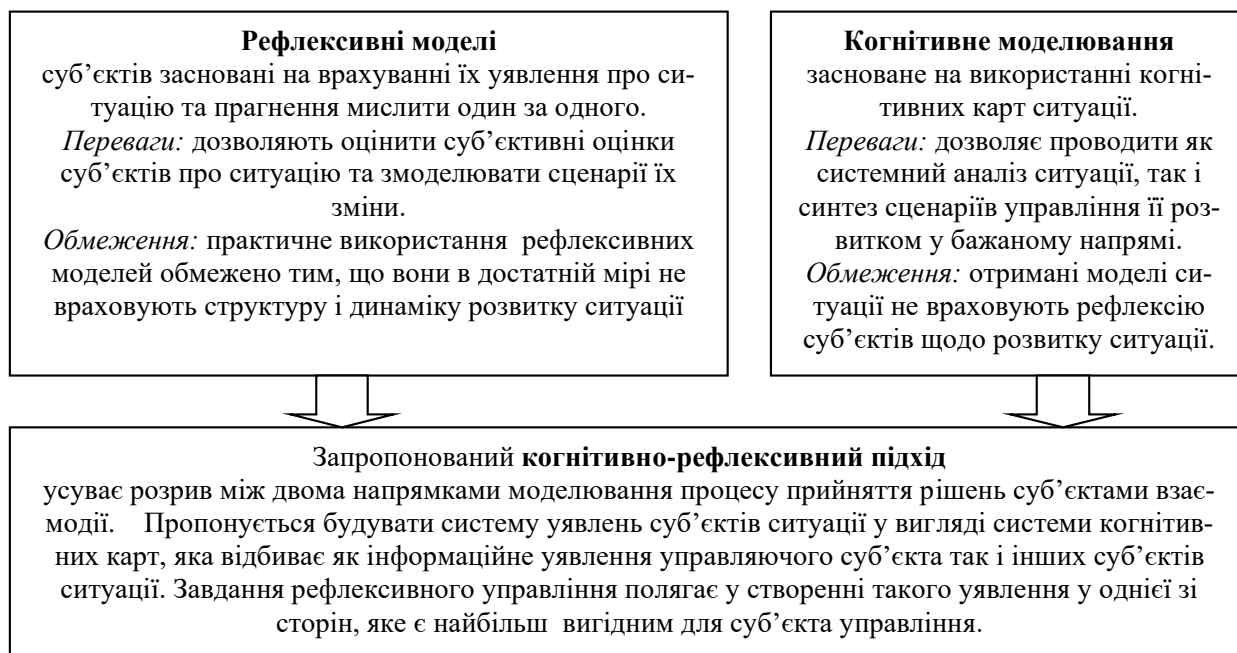 Рефлексивні моделі
суб’єктів засновані на врахуванні їх уявлення про си-
туацію та прагнення мислити один за одного.
Переваги: дозволяють оцінити суб’єктивні оцінки
суб’єктів про ситуацію та змоделювати сценарії їх
зміни.
Обмеження: практичне використання рефлексивних
моделей обмежено тим, що вони в достатній мірі не
враховують структуру і динаміку розвитку ситуації
Когнітивне моделювання
засноване на використанні когні-
тивних карт ситуації.
Переваги: дозволяє проводити як
системний аналіз ситуації, так і
синтез сценаріїв управління її роз-
витком у бажаному напрямі.
Обмеження: отримані моделі си-
туації не враховують рефлексію
суб’єктів щодо розвитку ситуації.
Запропонований когнітивно-рефлексивний підхід
усуває розрив між двома напрямками моделювання процесу прийняття рішень суб’єктами взає-
модії. Пропонується будувати систему уявлень суб’єктів ситуації у вигляді системи когнітив-
них карт, яка відбиває як інформаційне уявлення управляючого суб’єкта так і інших суб’єктів
ситуації. Завдання рефлексивного управління полягає у створенні такого уявлення у однієї зі
сторін, яке є найбільш вигідним для суб’єкта управління.